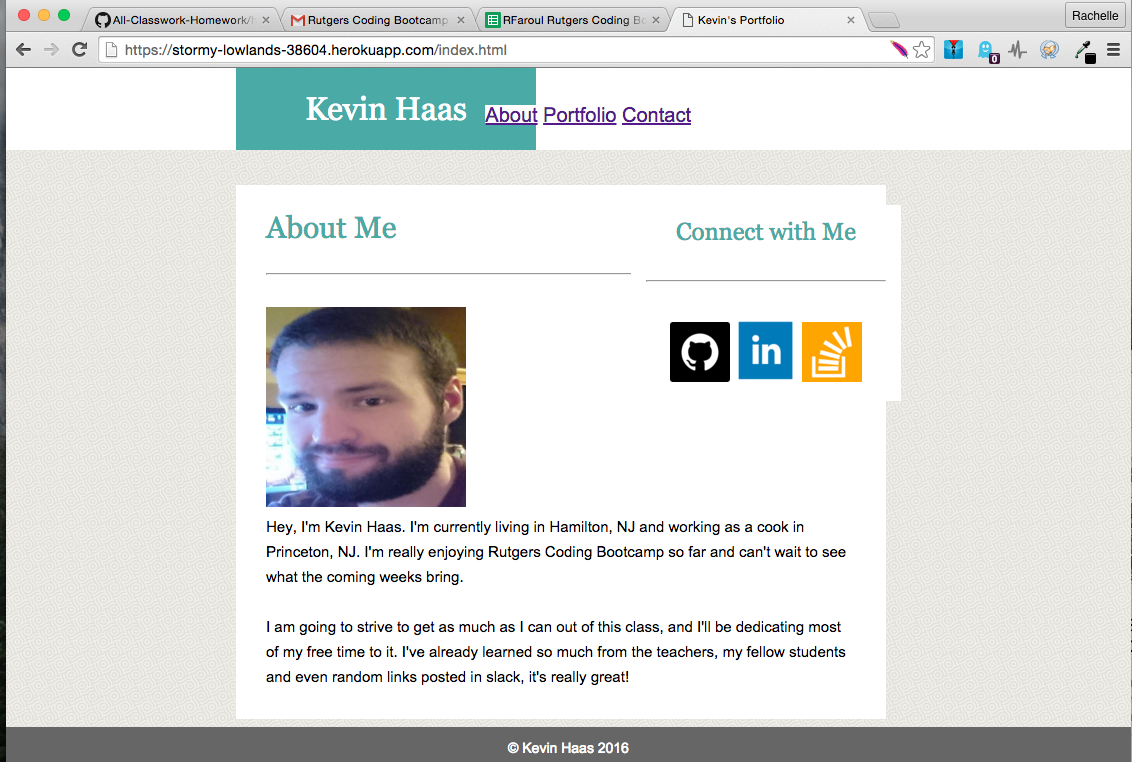 All-Classwork-Homework/
Rutgers Coding Bootcamp
RFaroul Rutgers Coding Bo
Kevin's Portfolio
Rachelle
https://stormy-lowlands-38604.herokuapp.com/index.html
0
Kevin Haas
About Portfolio Contact
About Me
Connect with Me
in
Hey, I'm Kevin Haas. I'm currently living in Hamilton, NJ and working as a cook in
Princeton, NJ. I'm really enjoying Rutgers Coding Bootcamp so far and can't wait to see
what the coming weeks bring.
I am going to strive to get as much as I can out of this class, and I'll be dedicating most
of my free time to it. I've already learned so much from the teachers, my fellow students
and even random links posted in slack, it's really great!
© Kevin Haas 2016